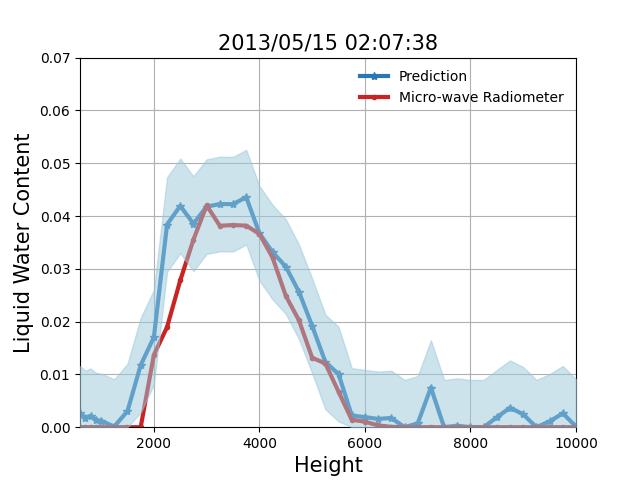 2013/05/15 02:07:38
Prediction
Micro-wave Radiometer
Liquid Water Content
0.07
0.06
0.05
0.04
0.03
0.02
0.01
0.00
2000 4000 6000 8000 10000
Height